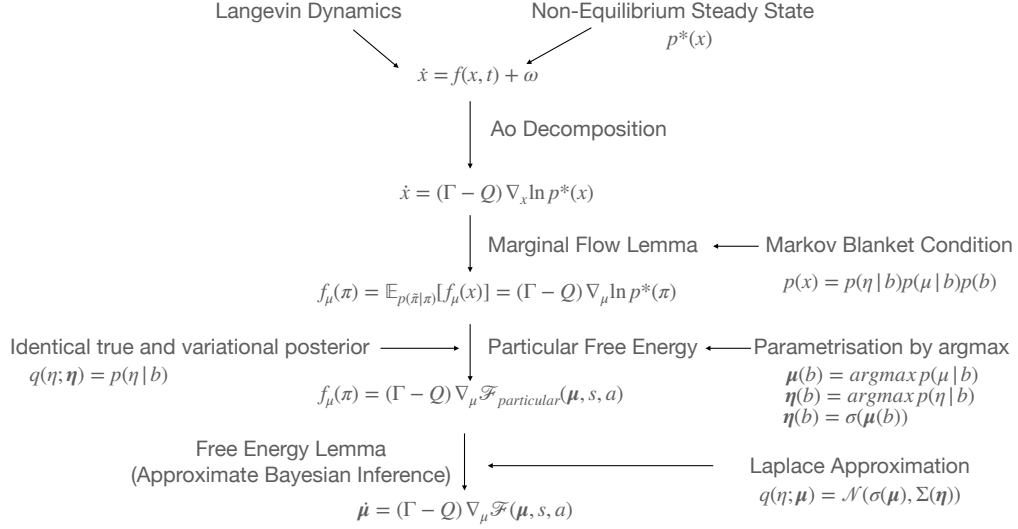 Langevin Dynamics
Non-Equilibrium Steady State
p*(x)
ẋ = f(x, t) + ω
Ao Decomposition
ẋ = (Γ − Q) ∇ₓ ln p*(x)
Marginal Flow Lemma
Markov Blanket Condition
p(x) = p(η | b)p(μ | b)p(b)
f_μ(π) = 𝔼_{p(π̃|π)}[f_μ(x)] = (Γ − Q) ∇_μ ln p*(π)
Identical true and variational posterior
Particular Free Energy
Parametrisation by argmax
q(η; 𝛈) = p(η | b)
𝛍(b) = argmax p(μ | b)
f_μ(π) = (Γ − Q) ∇_μ ℱ_{particular}(𝛍, s, a)
𝛈(b) = argmax p(η | b)
𝛈(b) = σ(𝛍(b))
Free Energy Lemma
(Approximate Bayesian Inference)
Laplace Approximation
q(η; 𝛍) = 𝒩(σ(𝛍), Σ(𝛈))
𝛍̇ = (Γ − Q) ∇_μ ℱ(𝛍, s, a)